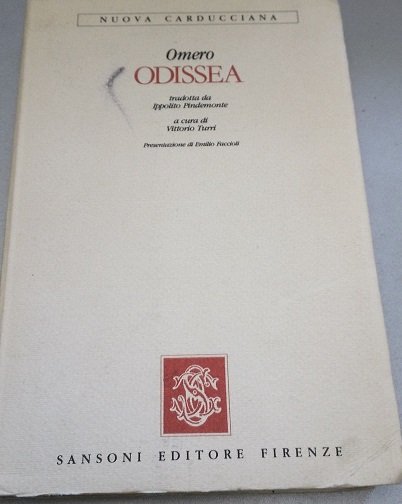 NUOVA CARDUCCIANA
Omero
ODISSEA
tradotta da
Ippolito Pindemonte
a cura di
Vittorio Turri
Presentazione di Emilio Faccioli
SANSONI EDITORE FIRENZE